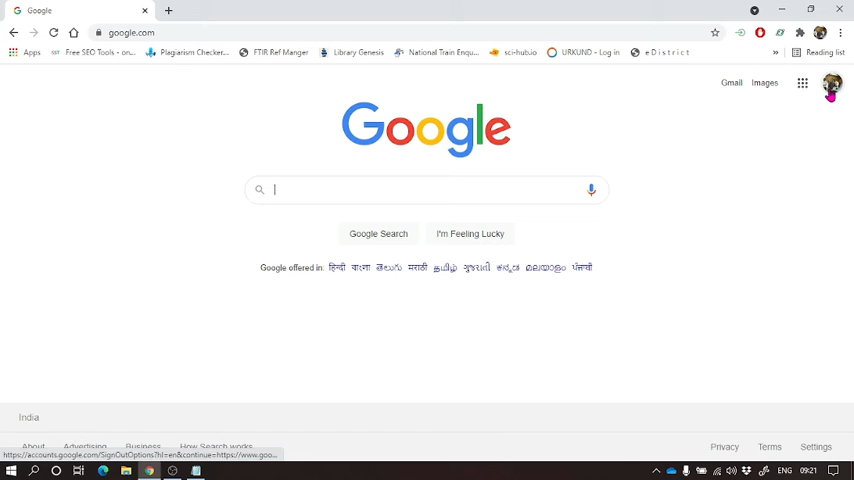 Google
google.com
Apps Free SEO Tools - on... Plagiarism Checker... FTIR Ref Manger Library Genesis National Train Enqu... sci-hub.io URKUND - Log in e D i s t r i c t » Reading list
Gmail Images
Google
Google Search I'm Feeling Lucky
Google offered in: हिन्दी বাংলা తెలుగు मराठी தமிழ் ગુજરાતી ಕನ್ನಡ മലയാളം ਪੰਜਾਬੀ
India
About Advertising Business How Search works Privacy Terms Settings
https://accounts.google.com/SignOutOptions?hl=en&continue=https://www.goo...
ENG 09:21